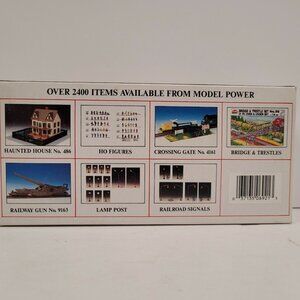 OVER 2400 ITEMS AVAILABLE FROM MODEL POWER
HAUNTED HOUSE No. 486
HO FIGURES
CROSSING GATE No. 4161
BRIDGE & TRESTLES
RAILWAY GUN No. 9163
LAMP POST
RAILROAD SIGNALS